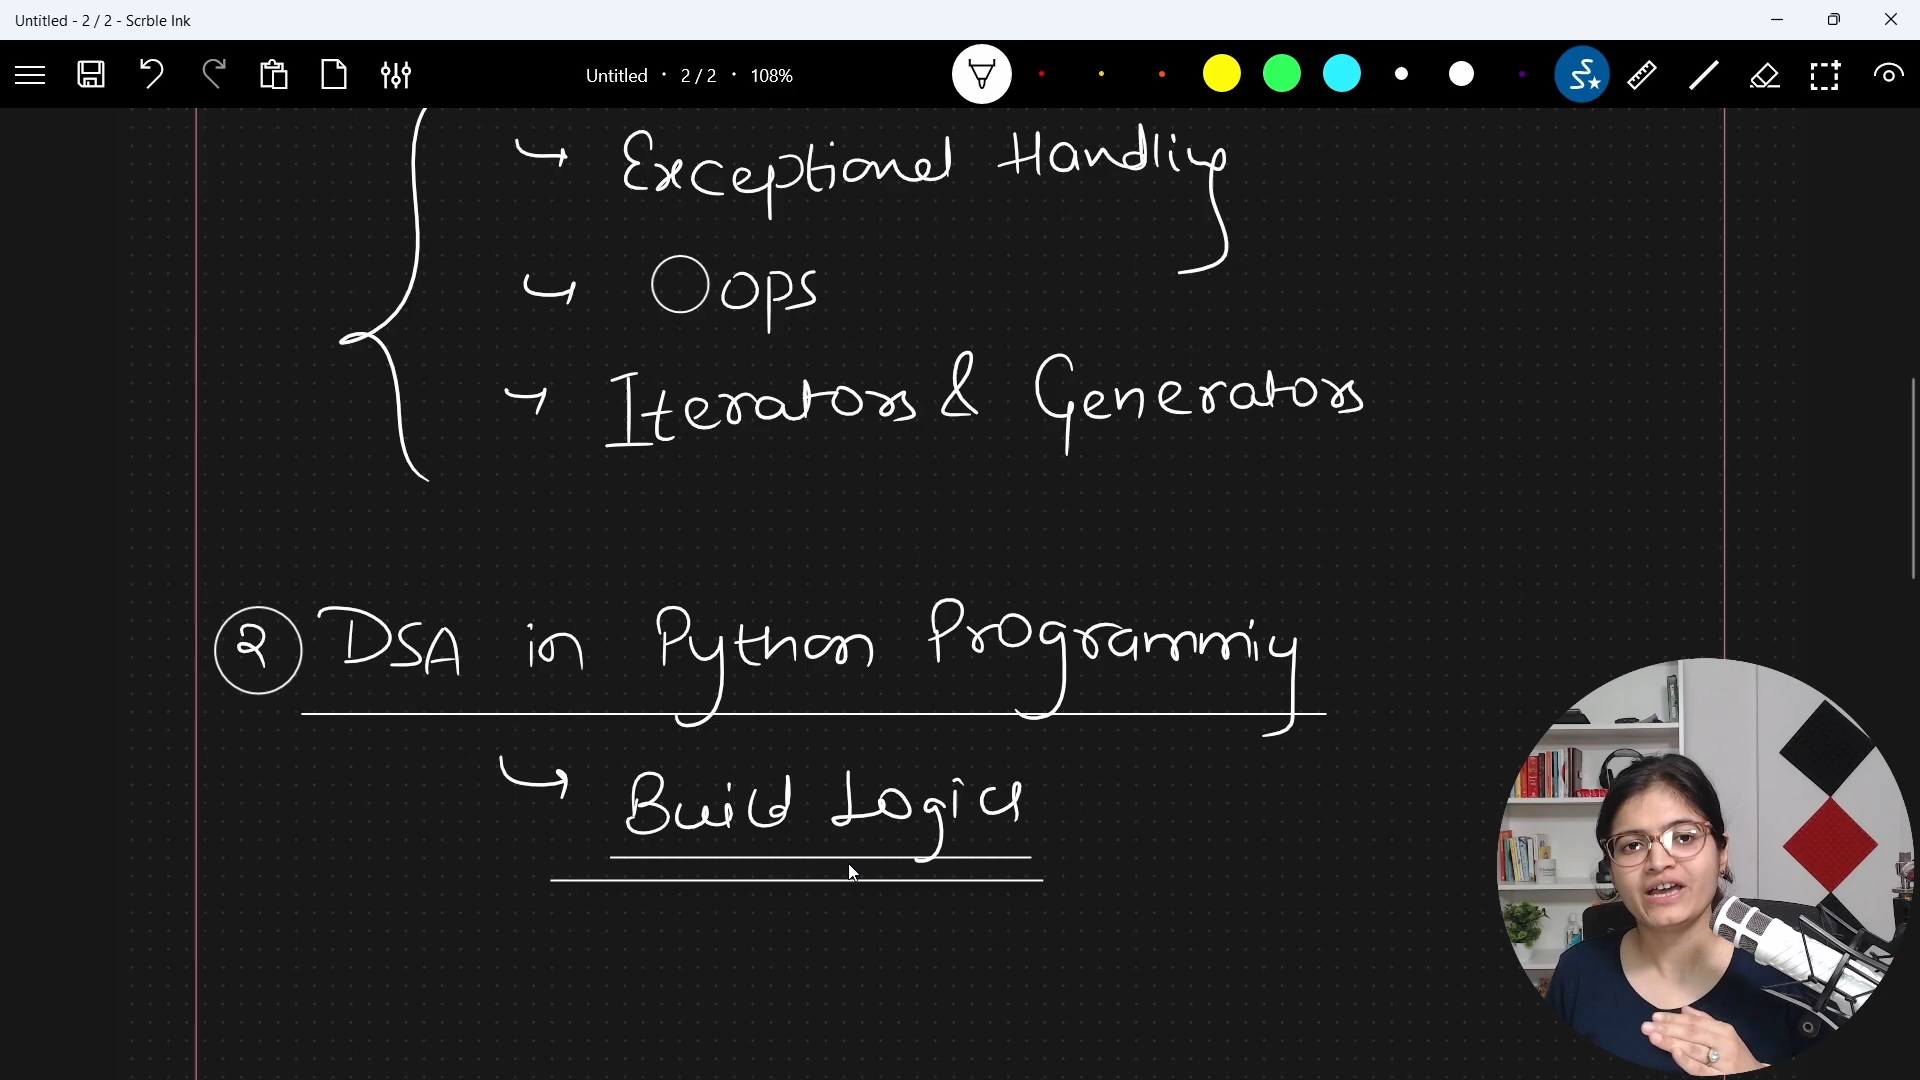 Untitled - 2 / 2 - Scrble Ink
Untitled • 2 / 2 • 108%
↳ Exceptional Handling
↳ Oops
↳ Iterators & Generators
2 DSA in Python Programming
↳ Build Logics